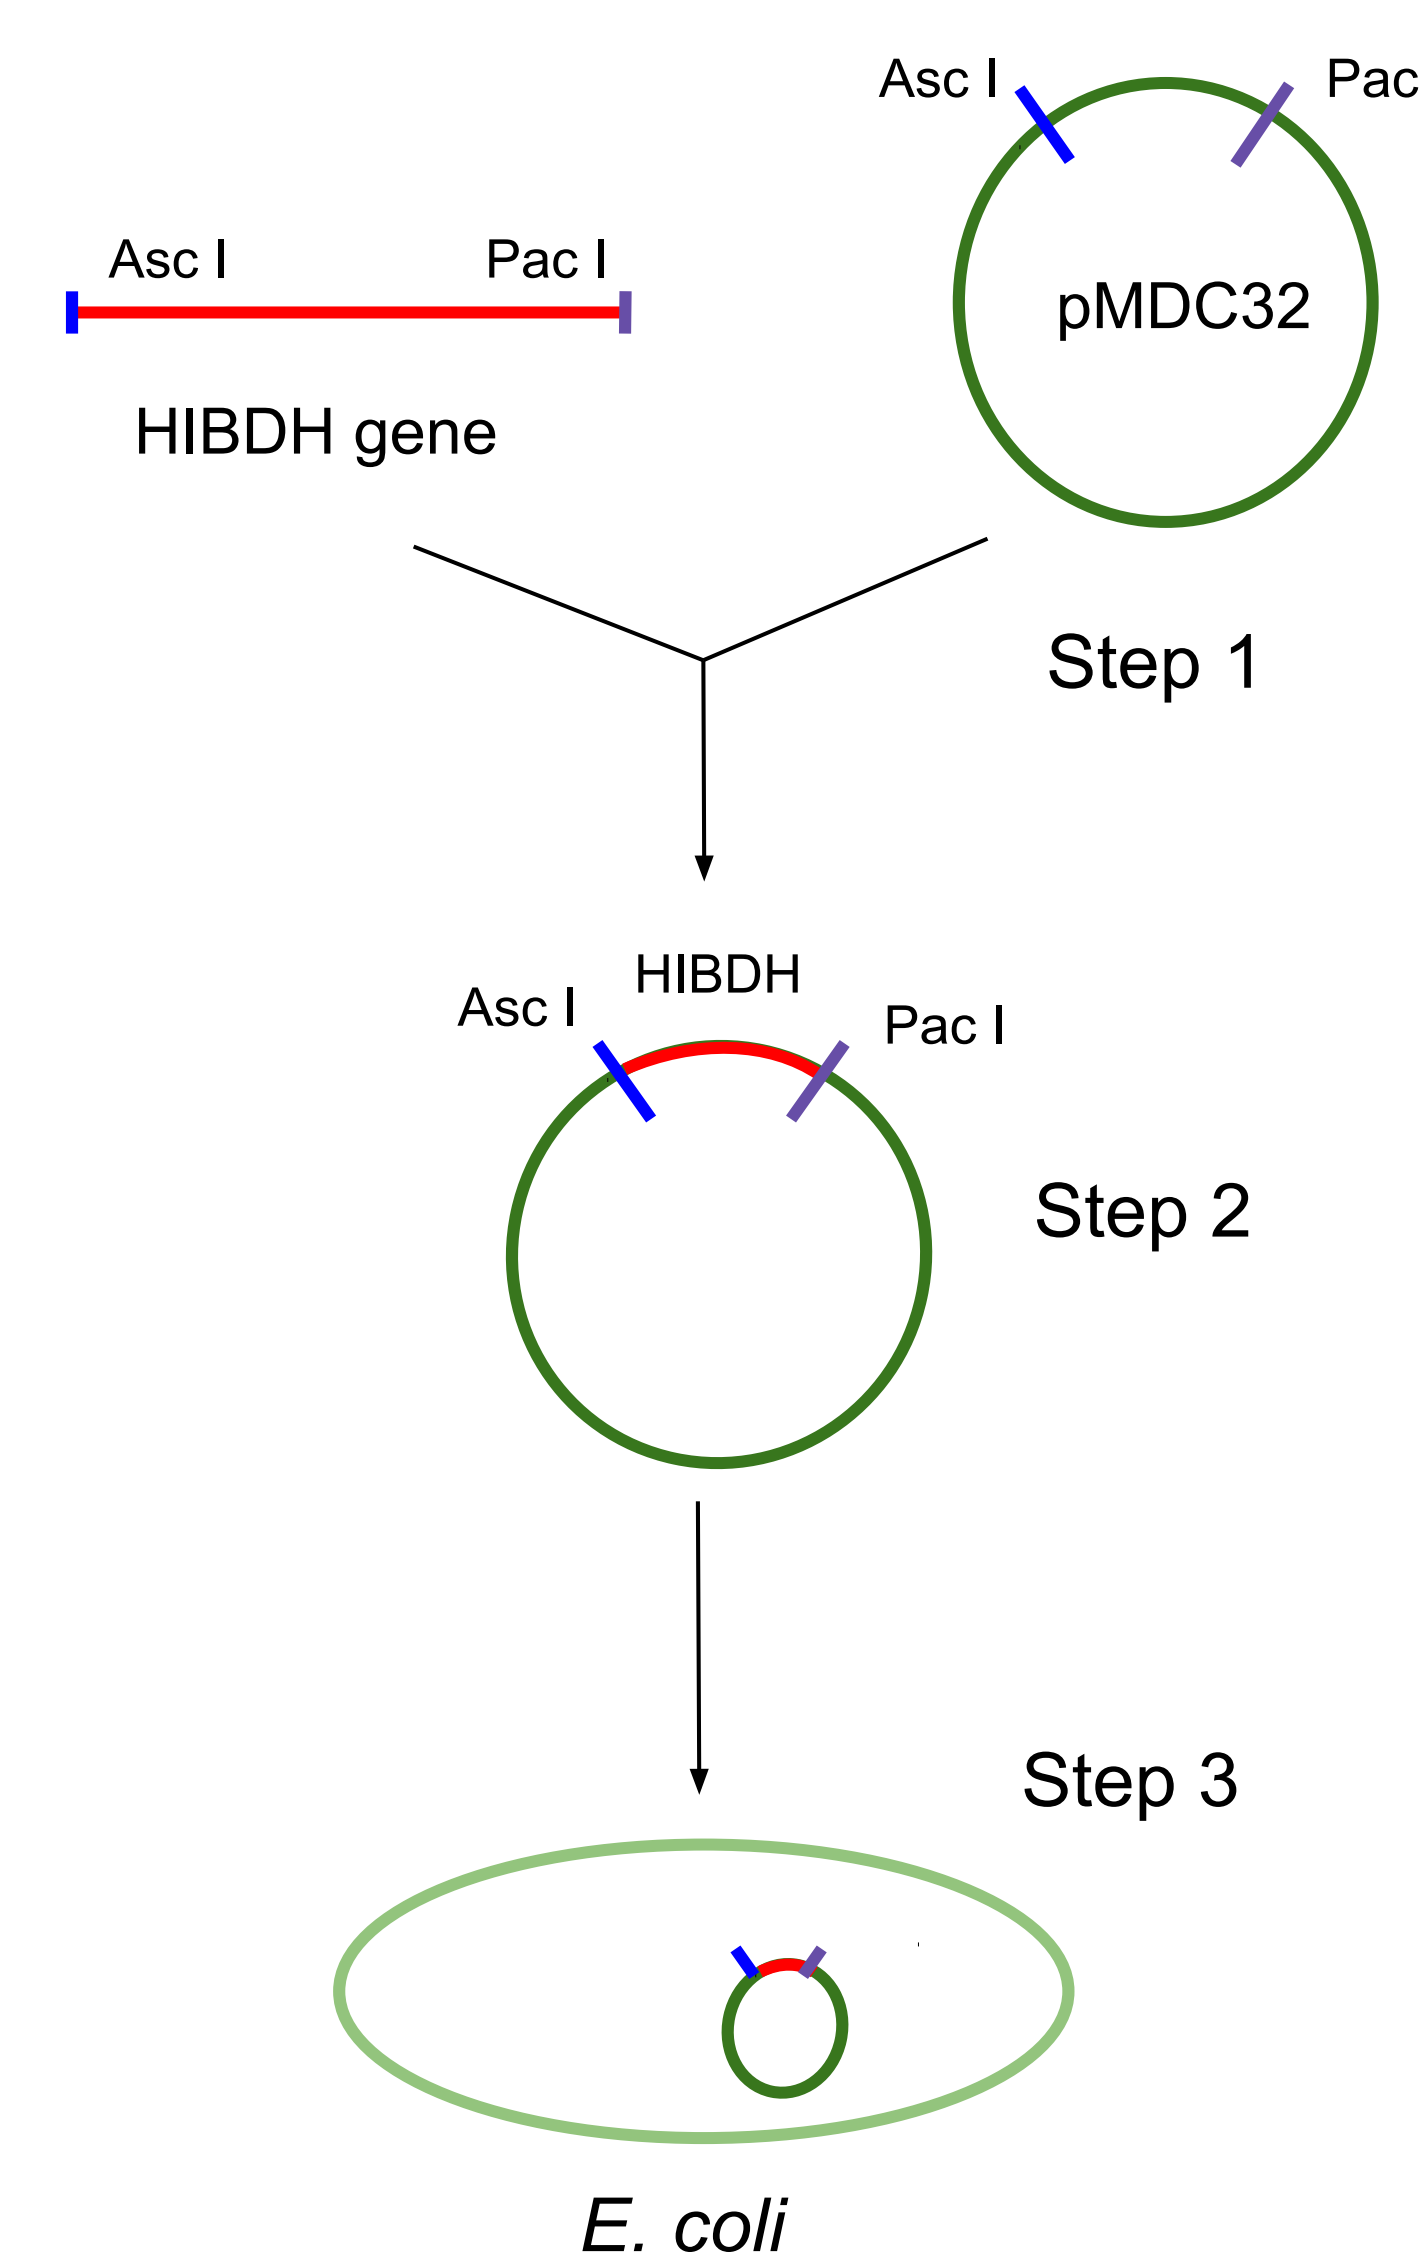 Asc I
Pac
Asc I
Pac I
pMDC32
HIBDH gene
Step 1
HIBDH
Asc I
Pac I
Step 2
Step 3
E. coli